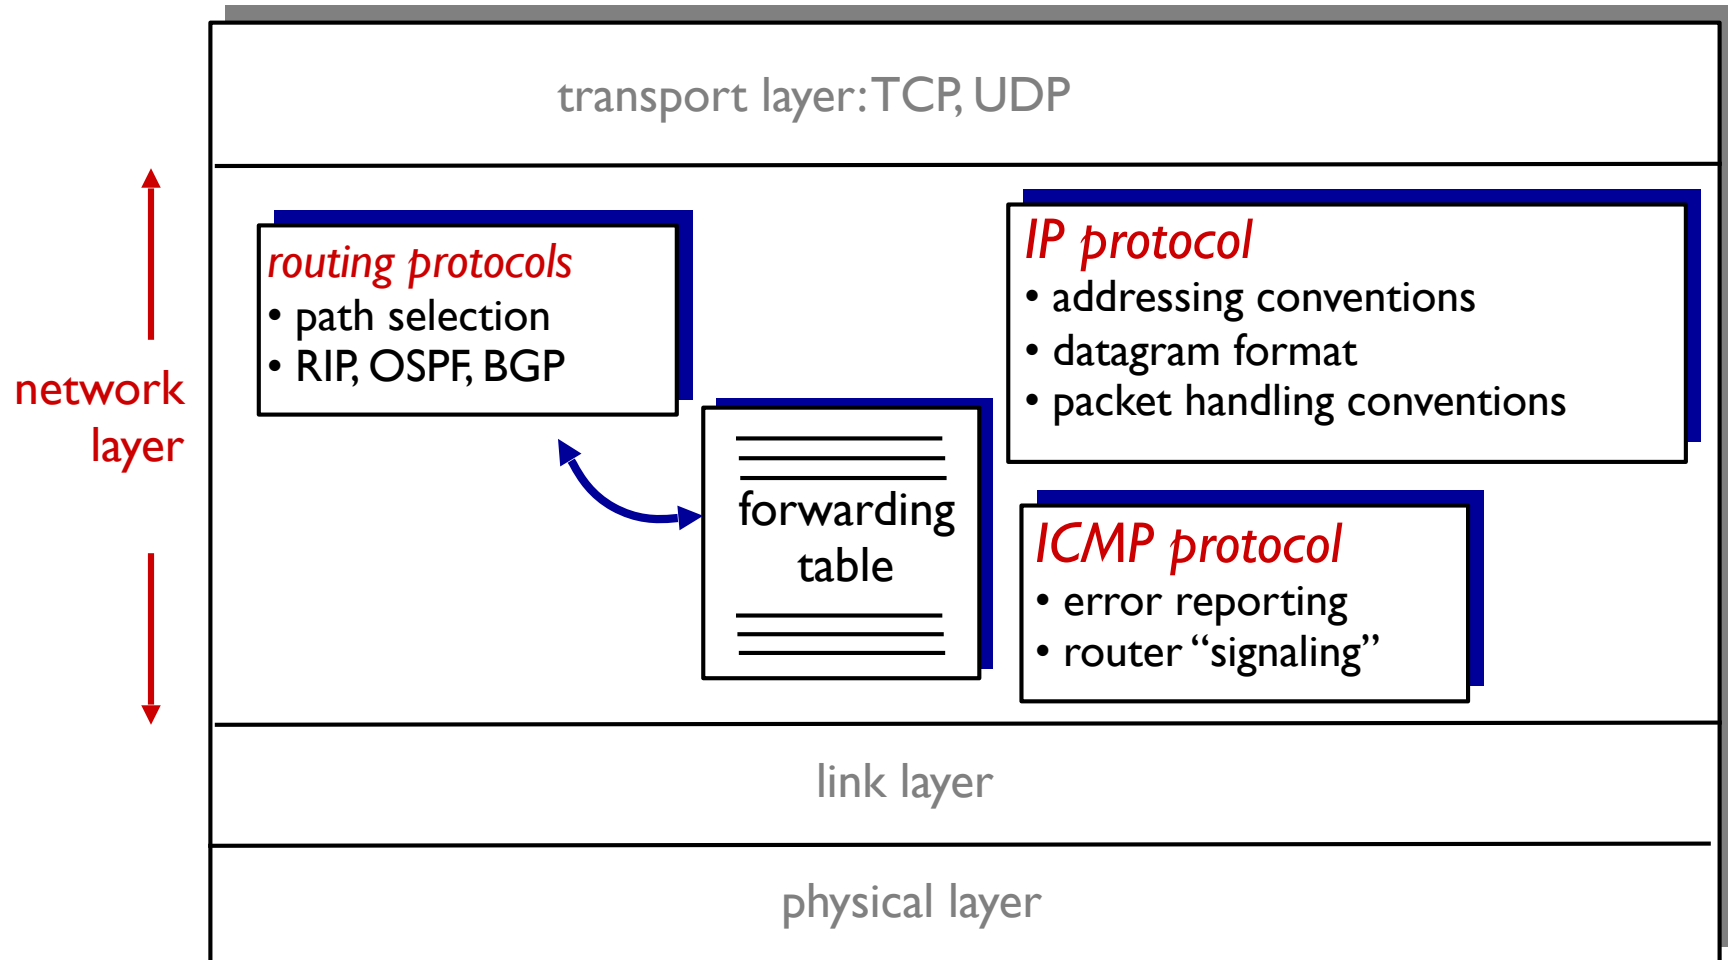 transport layer: TCP, UDP
network
layer
routing protocols
• path selection
• RIP, OSPF, BGP
IP protocol
• addressing conventions
• datagram format
• packet handling conventions
forwarding
table
ICMP protocol
• error reporting
• router “signaling”
link layer
physical layer